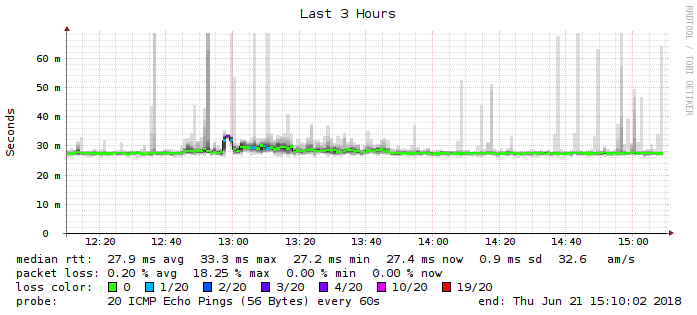 Last 3 Hours
RRDTOOL / TOBI OETIKER
Seconds
60 m
50 m
40 m
30 m
20 m
10 m
0
12:20 12:40 13:00 13:20 13:40 14:00 14:20 14:40 15:00
median rtt: 27.9 ms avg 33.3 ms max 27.2 ms min 27.4 ms now 0.9 ms sd 32.6 am/s
packet loss: 0.20 % avg 18.25 % max 0.00 % min 0.00 % now
loss color: 0 1/20 2/20 3/20 4/20 10/20 19/20
probe: 20 ICMP Echo Pings (56 Bytes) every 60s end: Thu Jun 21 15:10:02 2018